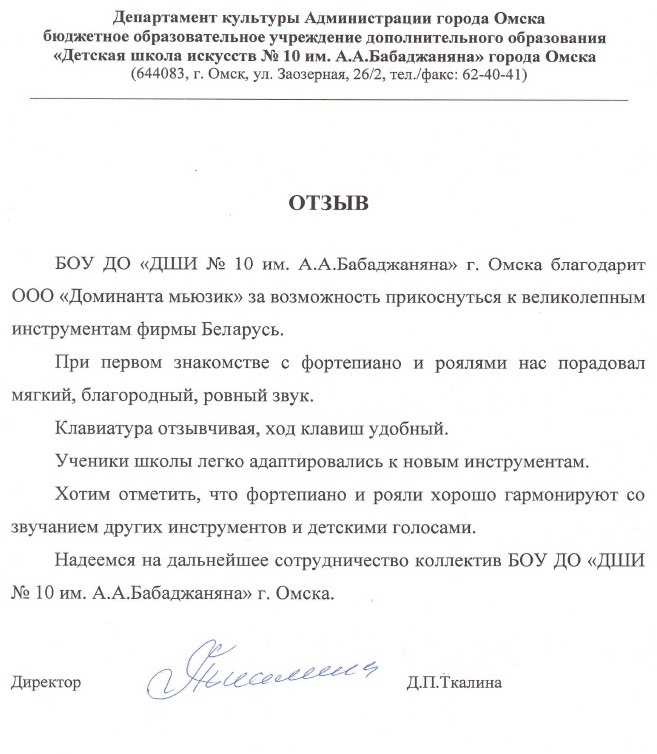 Департамент культуры Администрации города Омска
бюджетное образовательное учреждение дополнительного образования
«Детская школа искусств № 10 им. А.А.Бабаджаняна» города Омска
(644083, г. Омск, ул. Заозерная, 26/2, тел./факс: 62-40-41)
ОТЗЫВ
БОУ ДО «ДШИ № 10 им. А.А.Бабаджаняна» г. Омска благодарит
ООО «Доминанта мьюзик» за возможность прикоснуться к великолепным
инструментам фирмы Беларусь.
При первом знакомстве с фортепиано и роялями нас порадовал
мягкий, благородный, ровный звук.
Клавиатура отзывчивая, ход клавиш удобный.
Ученики школы легко адаптировались к новым инструментам.
Хотим отметить, что фортепиано и рояли хорошо гармонируют со
звучанием других инструментов и детскими голосами.
Надеемся на дальнейшее сотрудничество коллектив БОУ ДО «ДШИ
№ 10 им. А.А.Бабаджаняна» г. Омска.
Директор Д.П.Ткалина